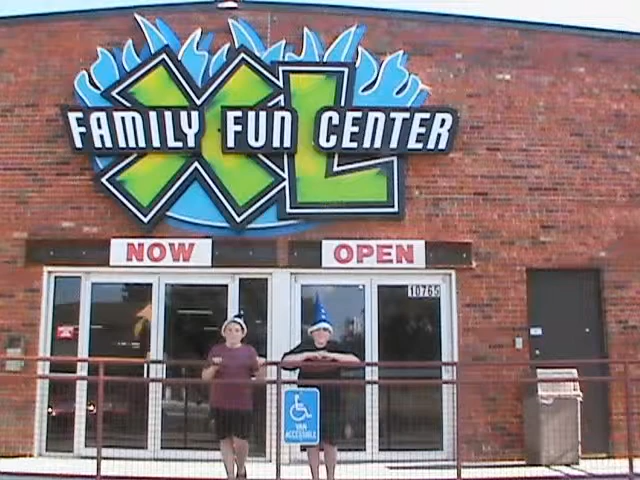 XL
FAMILY FUN CENTER
NOW OPEN
10765
VAN
ACCESSIBLE